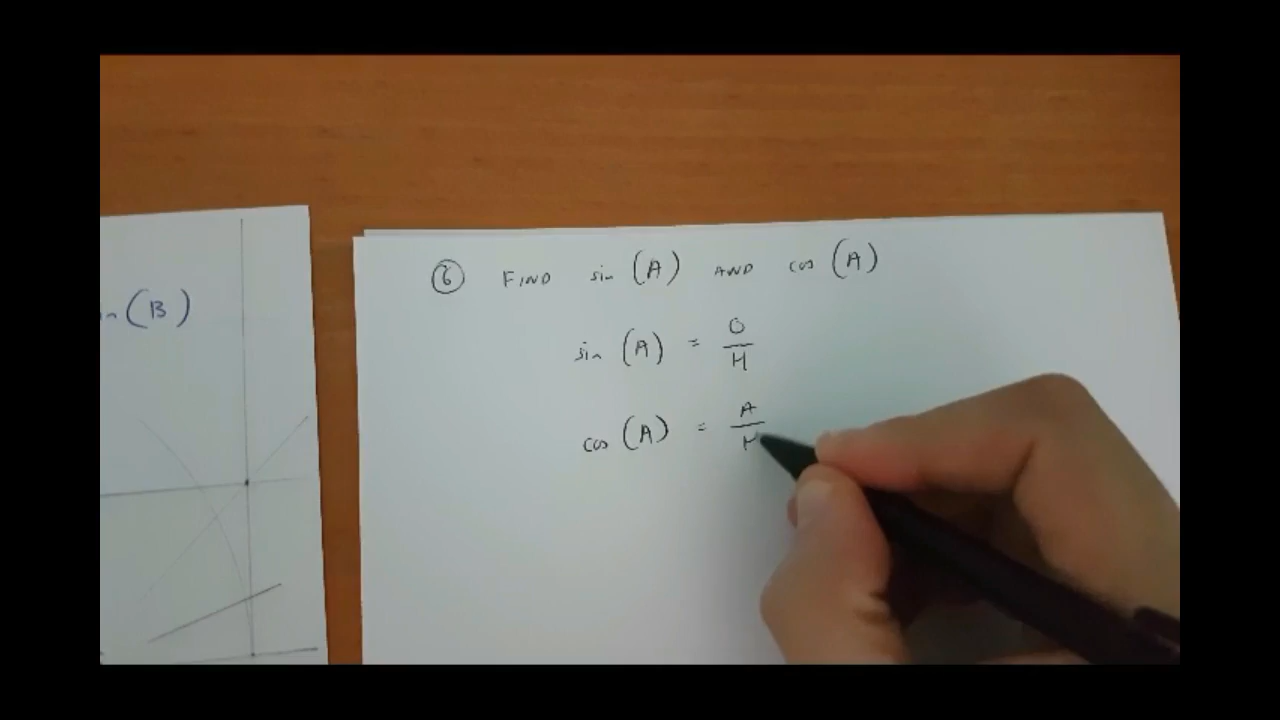 n(B)
6 FIND sin(A) AND cos(A)
sin(A) = O/H
cos(A) = A/H